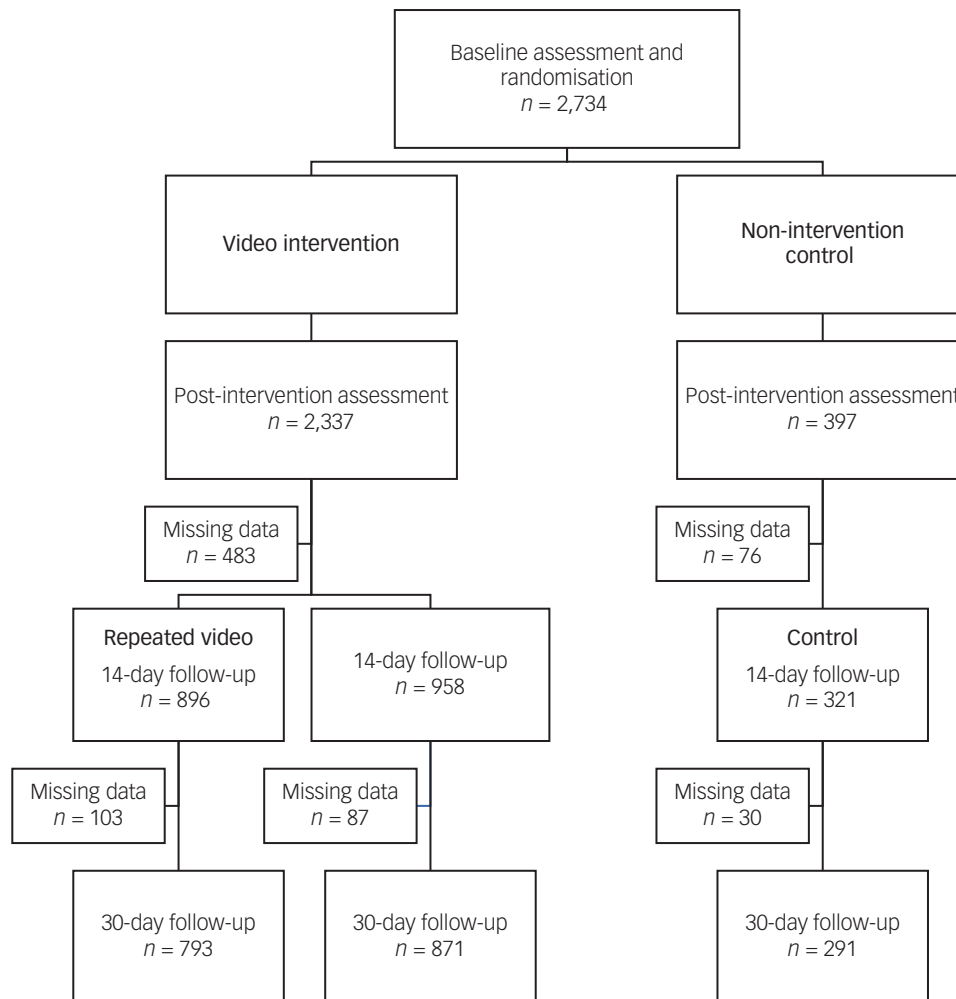 Baseline assessment and
randomisation
n = 2,734
Video intervention
Non-intervention
control
Post-intervention assessment
n = 2,337
Post-intervention assessment
n = 397
Missing data
n = 483
Missing data
n = 76
Repeated video
14-day follow-up
n = 896
14-day follow-up
n = 958
Control
14-day follow-up
n = 321
Missing data
n = 103
Missing data
n = 87
Missing data
n = 30
30-day follow-up
n = 793
30-day follow-up
n = 871
30-day follow-up
n = 291